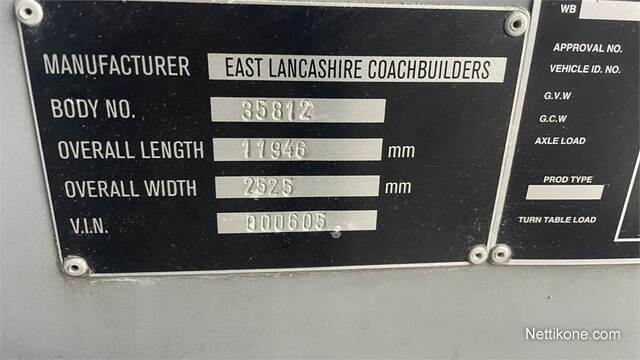 MANUFACTURER EAST LANCASHIRE COACHBUILDERS
BODY NO. 35812
OVERALL LENGTH 11946 mm
OVERALL WIDTH 2525 mm
V.I.N. 000605
WB
APPROVAL NO.
VEHICLE ID. NO.
G.V.W
G.C.W
AXLE LOAD
PROD TYPE
TURN TABLE LOAD
Nettikone.com